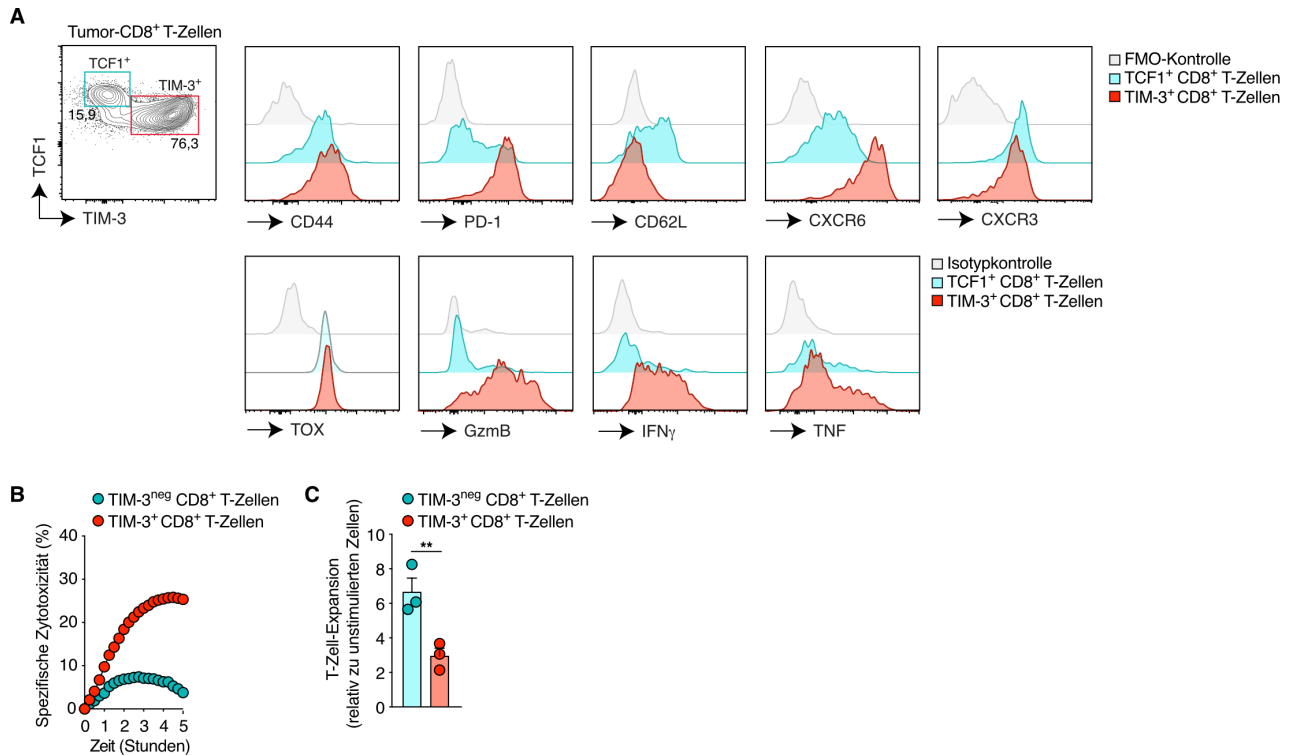 A
Tumor-CD8⁺ T-Zellen
TCF1⁺
TIM-3⁺
15,9
76,3
TCF1
TIM-3
CD44
PD-1
CD62L
CXCR6
CXCR3
FMO-Kontrolle
TCF1⁺ CD8⁺ T-Zellen
TIM-3⁺ CD8⁺ T-Zellen
TOX
GzmB
IFNγ
TNF
Isotypkontrolle
TCF1⁺ CD8⁺ T-Zellen
TIM-3⁺ CD8⁺ T-Zellen
B
TIM-3ⁿᵉᵍ CD8⁺ T-Zellen
TIM-3⁺ CD8⁺ T-Zellen
Spezifische Zytotoxizität (%)
40
30
20
10
0
0 1 2 3 4 5
Zeit (Stunden)
C
TIM-3ⁿᵉᵍ CD8⁺ T-Zellen
TIM-3⁺ CD8⁺ T-Zellen
T-Zell-Expansion
(relativ zu unstimulierten Zellen)
10
8
6
4
2
0
**